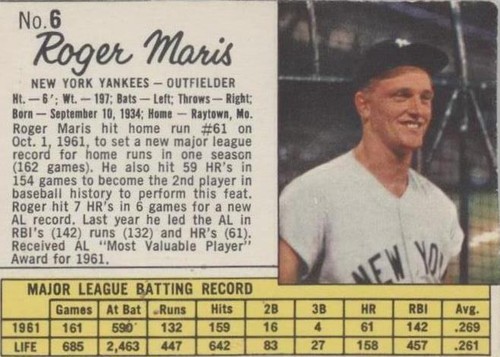 No. 6
Roger Maris
NEW YORK YANKEES — OUTFIELDER
Ht. — 6'; Wt. — 197; Bats — Left; Throws — Right;
Born — September 10, 1934; Home — Raytown, Mo.
Roger Maris hit home run #61 on
Oct. 1, 1961, to set a new major league
record for home runs in one season
(162 games). He also hit 59 HR's in
154 games to become the 2nd player in
baseball history to perform this feat.
Roger hit 7 HR's in 6 games for a new
AL record. Last year he led the AL in
RBI's (142) runs (132) and HR's (61).
Received AL "Most Valuable Player"
Award for 1961.
NEW YORK
MAJOR LEAGUE BATTING RECORD
Games At Bat Runs Hits 2B 3B HR RBI Avg.
1961 161 590 132 159 16 4 61 142 .269
LIFE 685 2,463 447 642 83 27 158 457 .261